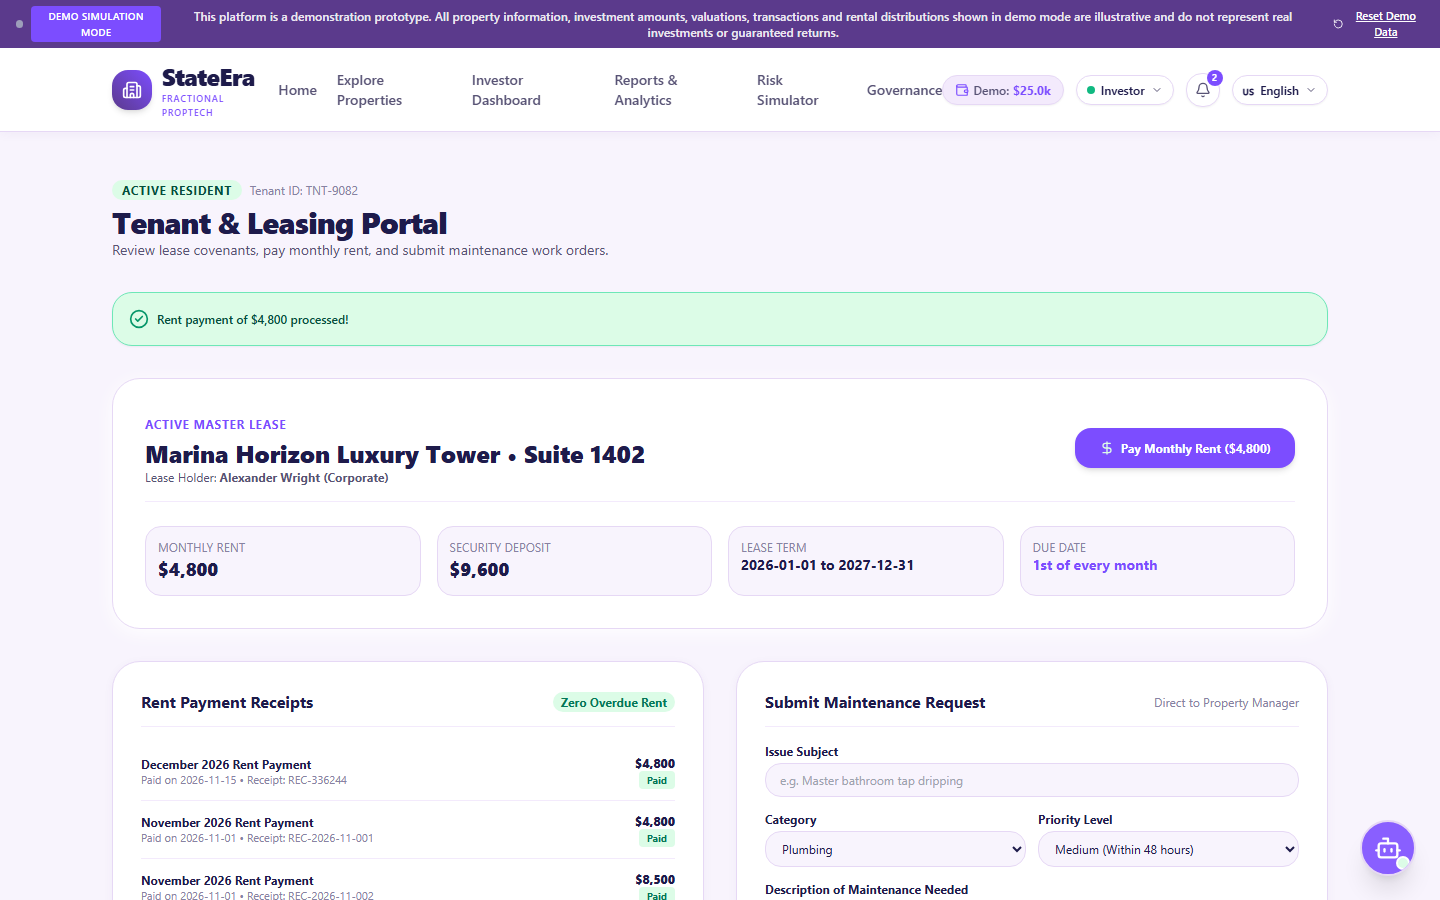 DEMO SIMULATION
MODE
This platform is a demonstration prototype. All property information, investment amounts, valuations, transactions and rental distributions shown in demo mode are illustrative and do not represent real
investments or guaranteed returns.
Reset Demo
Data
StateEra
FRACTIONAL
PROPTECH
Home
Explore
Properties
Investor
Dashboard
Reports &
Analytics
Risk
Simulator
Governance
Demo: $25.0k
Investor
2
us English
ACTIVE RESIDENT
Tenant ID: TNT-9082
Tenant & Leasing Portal
Review lease covenants, pay monthly rent, and submit maintenance work orders.
Rent payment of $4,800 processed!
ACTIVE MASTER LEASE
Marina Horizon Luxury Tower • Suite 1402
Lease Holder: Alexander Wright (Corporate)
Pay Monthly Rent ($4,800)
MONTHLY RENT
$4,800
SECURITY DEPOSIT
$9,600
LEASE TERM
2026-01-01 to 2027-12-31
DUE DATE
1st of every month
Rent Payment Receipts
Zero Overdue Rent
December 2026 Rent Payment
$4,800
Paid on 2026-11-15 • Receipt: REC-336244
Paid
November 2026 Rent Payment
$4,800
Paid on 2026-11-01 • Receipt: REC-2026-11-001
Paid
November 2026 Rent Payment
$8,500
Paid on 2026-11-01 • Receipt: REC-2026-11-002
Paid
Submit Maintenance Request
Direct to Property Manager
Issue Subject
e.g. Master bathroom tap dripping
Category
Priority Level
Plumbing
Medium (Within 48 hours)
Description of Maintenance Needed